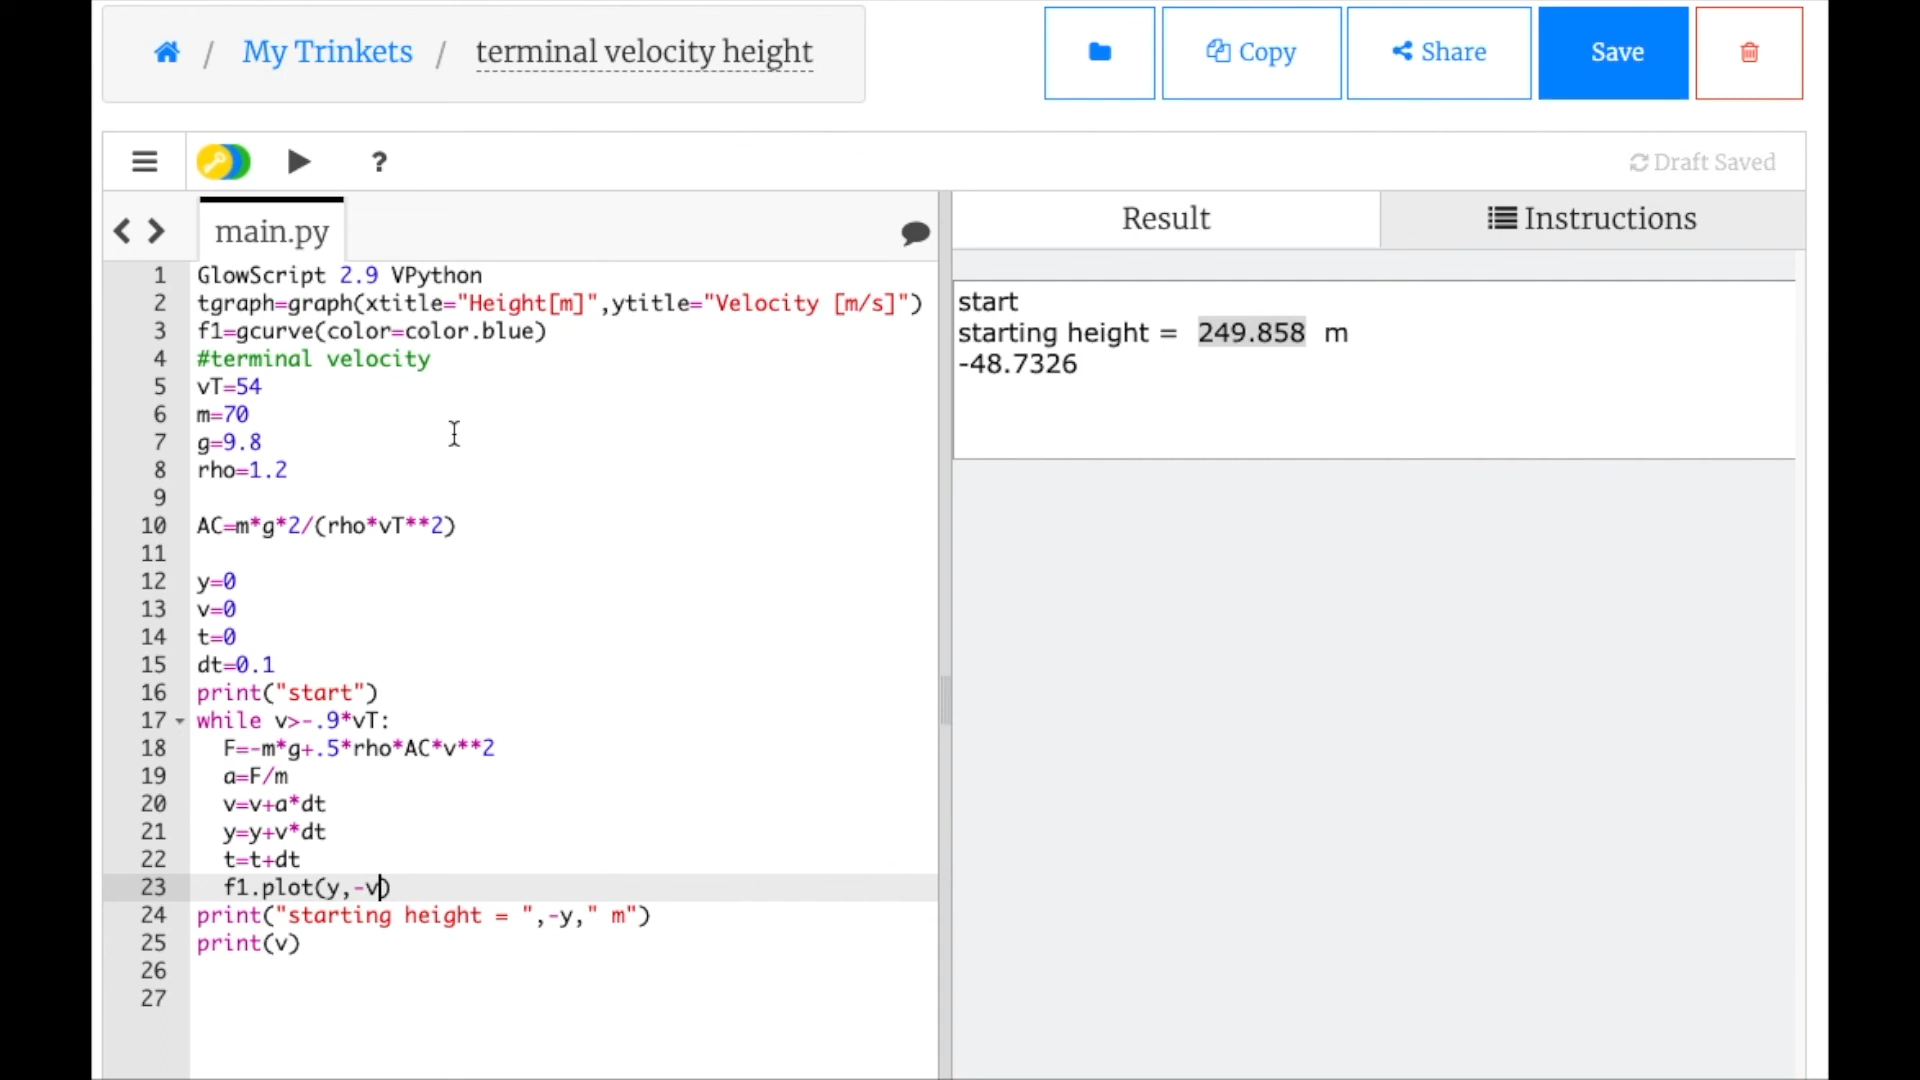 / My Trinkets / terminal velocity height
Copy
Share
Save
?
Draft Saved
main.py
Result
Instructions
1 GlowScript 2.9 VPython
2 tgraph=graph(xtitle="Height[m]",ytitle="Velocity [m/s]")
3 f1=gcurve(color=color.blue)
4 #terminal velocity
5 vT=54
6 m=70
7 g=9.8
8 rho=1.2
9
10 AC=m*g*2/(rho*vT**2)
11
12 y=0
13 v=0
14 t=0
15 dt=0.1
16 print("start")
17 while v>-.9*vT:
18   F=-m*g+.5*rho*AC*v**2
19   a=F/m
20   v=v+a*dt
21   y=y+v*dt
22   t=t+dt
23   f1.plot(y,-v)
24 print("starting height = ",-y," m")
25 print(v)
26
27
start
starting height = 249.858 m
-48.7326